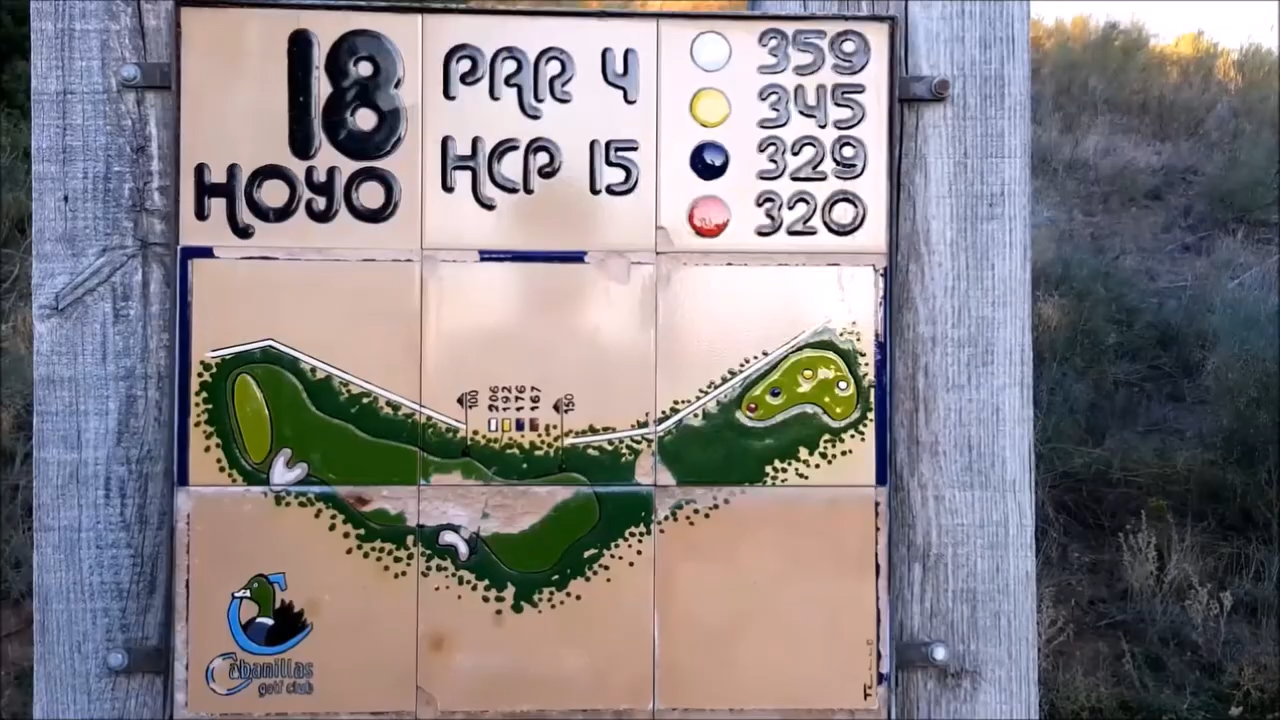 18
HOYO
PAR 4
HCP 15
359
345
329
320
100
206
192
176
167
150
Cabanillas
golf club